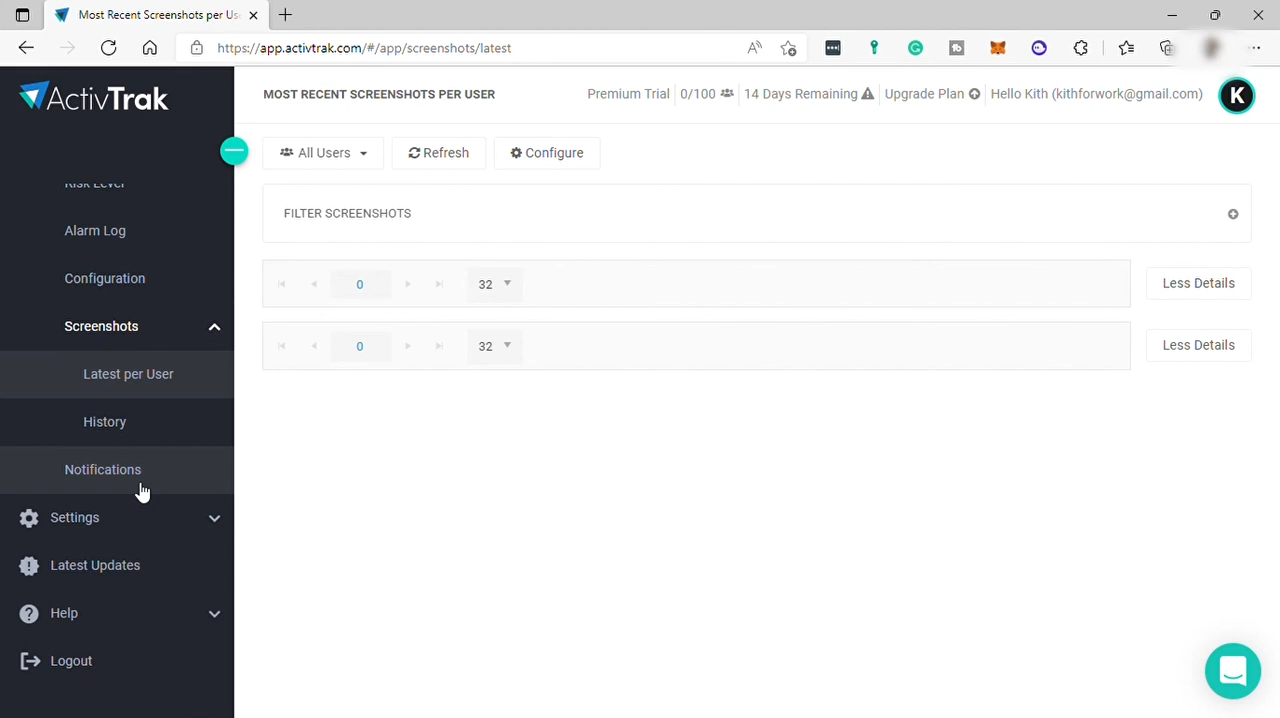 Most Recent Screenshots per Us
https://app.activtrak.com/#/app/screenshots/latest
ActivTrak
MOST RECENT SCREENSHOTS PER USER
Premium Trial 0/100 14 Days Remaining Upgrade Plan Hello Kith (kithforwork@gmail.com) K
All Users Refresh Configure
Risk Level
FILTER SCREENSHOTS
Alarm Log
Configuration
0 32 Less Details
Screenshots
0 32 Less Details
Latest per User
History
Notifications
Settings
Latest Updates
Help
Logout